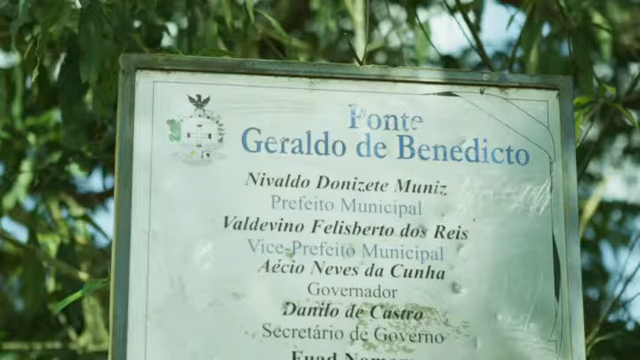 Ponte
Geraldo de Benedicto
Nivaldo Donizete Muniz
Prefeito Municipal
Valdevino Felisberto dos Reis
Vice-Prefeito Municipal
Aécio Neves da Cunha
Governador
Danilo de Castro
Secretário de Governo
Fuad